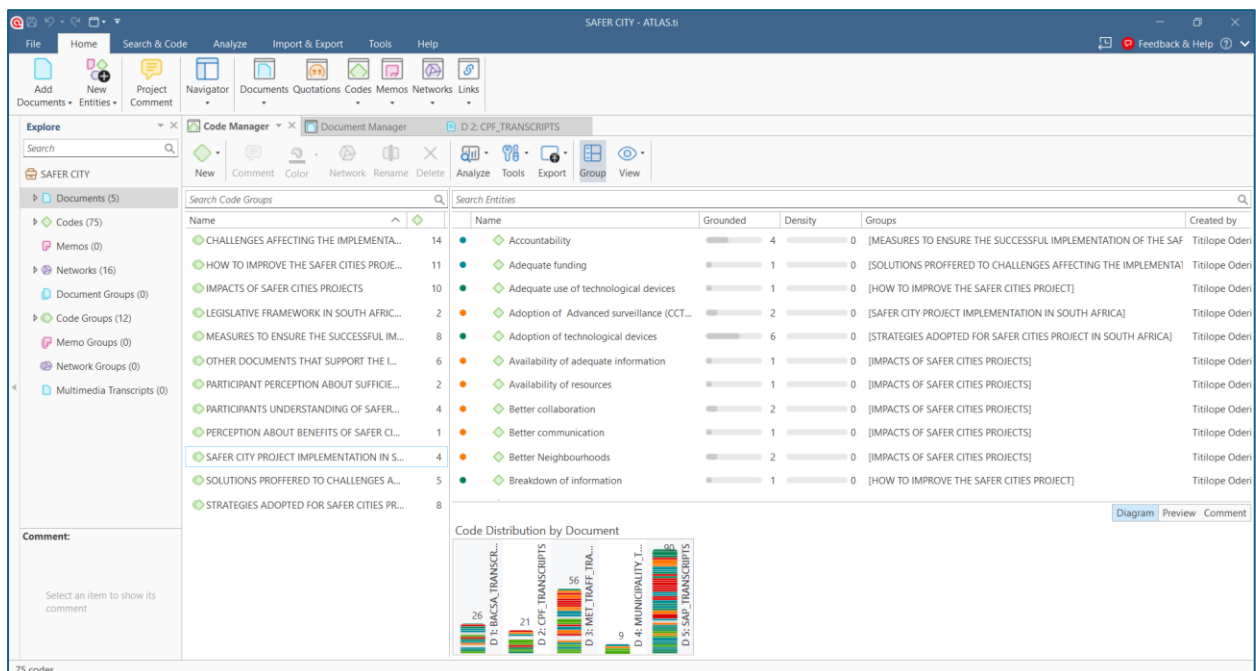 SAFER CITY - ATLAS.ti
File Home Search & Code Analyze Import & Export Tools Help
Feedback & Help
Add Documents New Entities Project Comment Navigator Documents Quotations Codes Memos Networks Links
Explore
Code Manager Document Manager D 2: CPF_TRANSCRIPTS
Search
New Comment Color Network Rename Delete Analyze Tools Export Group View
SAFER CITY
Documents (5)
Codes (75)
Memos (0)
Networks (16)
Document Groups (0)
Code Groups (12)
Memo Groups (0)
Network Groups (0)
Multimedia Transcripts (0)
Comment:
Select an item to show its
comment
Search Code Groups
Name
CHALLENGES AFFECTING THE IMPLEMENTA... 14
HOW TO IMPROVE THE SAFER CITIES PROJE... 11
IMPACTS OF SAFER CITIES PROJECTS 10
LEGISLATIVE FRAMEWORK IN SOUTH AFRIC... 2
MEASURES TO ENSURE THE SUCCESSFUL IM... 8
OTHER DOCUMENTS THAT SUPPORT THE I... 6
PARTICIPANT PERCEPTION ABOUT SUFFICIE... 2
PARTICIPANTS UNDERSTANDING OF SAFER... 4
PERCEPTION ABOUT BENEFITS OF SAFER CI... 1
SAFER CITY PROJECT IMPLEMENTATION IN S... 4
SOLUTIONS PROFFERED TO CHALLENGES A... 5
STRATEGIES ADOPTED FOR SAFER CITIES PR... 8
Search Entities
Name Grounded Density Groups Created by
Accountability 4 0 [MEASURES TO ENSURE THE SUCCESSFUL IMPLEMENTATION OF THE SAF Titilope Oderi
Adequate funding 1 0 [SOLUTIONS PROFFERED TO CHALLENGES AFFECTING THE IMPLEMENTAT Titilope Oderi
Adequate use of technological devices 1 0 [HOW TO IMPROVE THE SAFER CITIES PROJECT] Titilope Oderi
Adoption of Advanced surveillance (CCT... 2 0 [SAFER CITY PROJECT IMPLEMENTATION IN SOUTH AFRICA] Titilope Oderi
Adoption of technological devices 6 0 [STRATEGIES ADOPTED FOR SAFER CITIES PROJECT IN SOUTH AFRICA] Titilope Oderi
Availability of adequate information 1 0 [IMPACTS OF SAFER CITIES PROJECTS] Titilope Oderi
Availability of resources 1 0 [IMPACTS OF SAFER CITIES PROJECTS] Titilope Oderi
Better collaboration 2 0 [IMPACTS OF SAFER CITIES PROJECTS] Titilope Oderi
Better communication 1 0 [IMPACTS OF SAFER CITIES PROJECTS] Titilope Oderi
Better Neighbourhoods 2 0 [IMPACTS OF SAFER CITIES PROJECTS] Titilope Oderi
Breakdown of information 1 0 [HOW TO IMPROVE THE SAFER CITIES PROJECT] Titilope Oderi
Diagram Preview Comment
Code Distribution by Document
26 D 1: BACSA_TRANSCR...
21 D 2: CPF_TRANSCRIPTS
56 D 3: MET_TRAFF_TRA...
9 D 4: MUNICIPALITY_T...
90 D 5: SAP_TRANSCRIPTS
75 codes